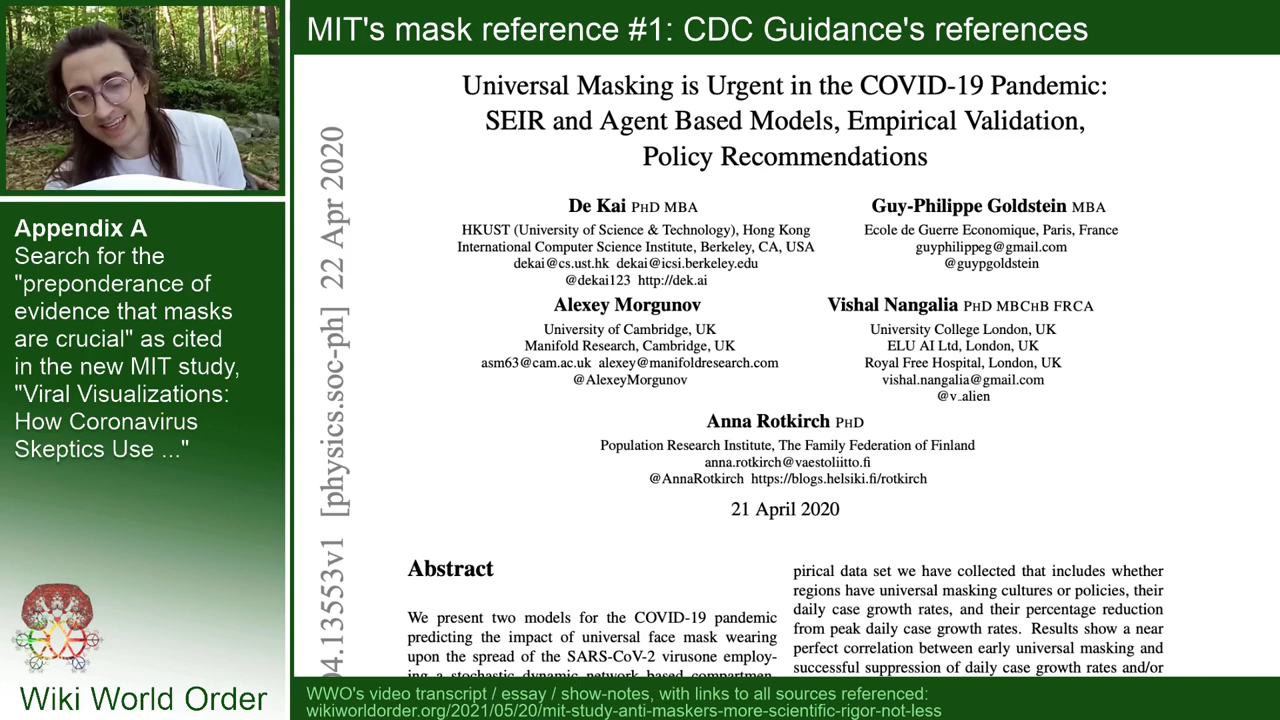 MIT's mask reference #1: CDC Guidance's references
Appendix A
Search for the
"preponderance of
evidence that masks
are crucial" as cited
in the new MIT study,
"Viral Visualizations:
How Coronavirus
Skeptics Use ..."
Wiki World Order
04.13553v1 [physics.soc-ph] 22 Apr 2020
Universal Masking is Urgent in the COVID-19 Pandemic:
SEIR and Agent Based Models, Empirical Validation,
Policy Recommendations
De Kai PHD MBA
HKUST (University of Science & Technology), Hong Kong
International Computer Science Institute, Berkeley, CA, USA
dekai@cs.ust.hk dekai@icsi.berkeley.edu
@dekai123 http://dek.ai
Guy-Philippe Goldstein MBA
Ecole de Guerre Economique, Paris, France
guyphilippeg@gmail.com
@guypgoldstein
Alexey Morgunov
University of Cambridge, UK
Manifold Research, Cambridge, UK
asm63@cam.ac.uk alexey@manifoldresearch.com
@AlexeyMorgunov
Vishal Nangalia PHD MBCHB FRCA
University College London, UK
ELU AI Ltd, London, UK
Royal Free Hospital, London, UK
vishal.nangalia@gmail.com
@v_alien
Anna Rotkirch PHD
Population Research Institute, The Family Federation of Finland
anna.rotkirch@vaestoliitto.fi
@AnnaRotkirch https://blogs.helsiki.fi/rotkirch
21 April 2020
Abstract
We present two models for the COVID-19 pandemic
predicting the impact of universal face mask wearing
upon the spread of the SARS-CoV-2 virusone employ-
ing a stochastic dynamic network based compartmen-
pirical data set we have collected that includes whether
regions have universal masking cultures or policies, their
daily case growth rates, and their percentage reduction
from peak daily case growth rates. Results show a near
perfect correlation between early universal masking and
successful suppression of daily case growth rates and/or
WWO's video transcript / essay / show-notes, with links to all sources referenced:
wikiworldorder.org/2021/05/20/mit-study-anti-maskers-more-scientific-rigor-not-less